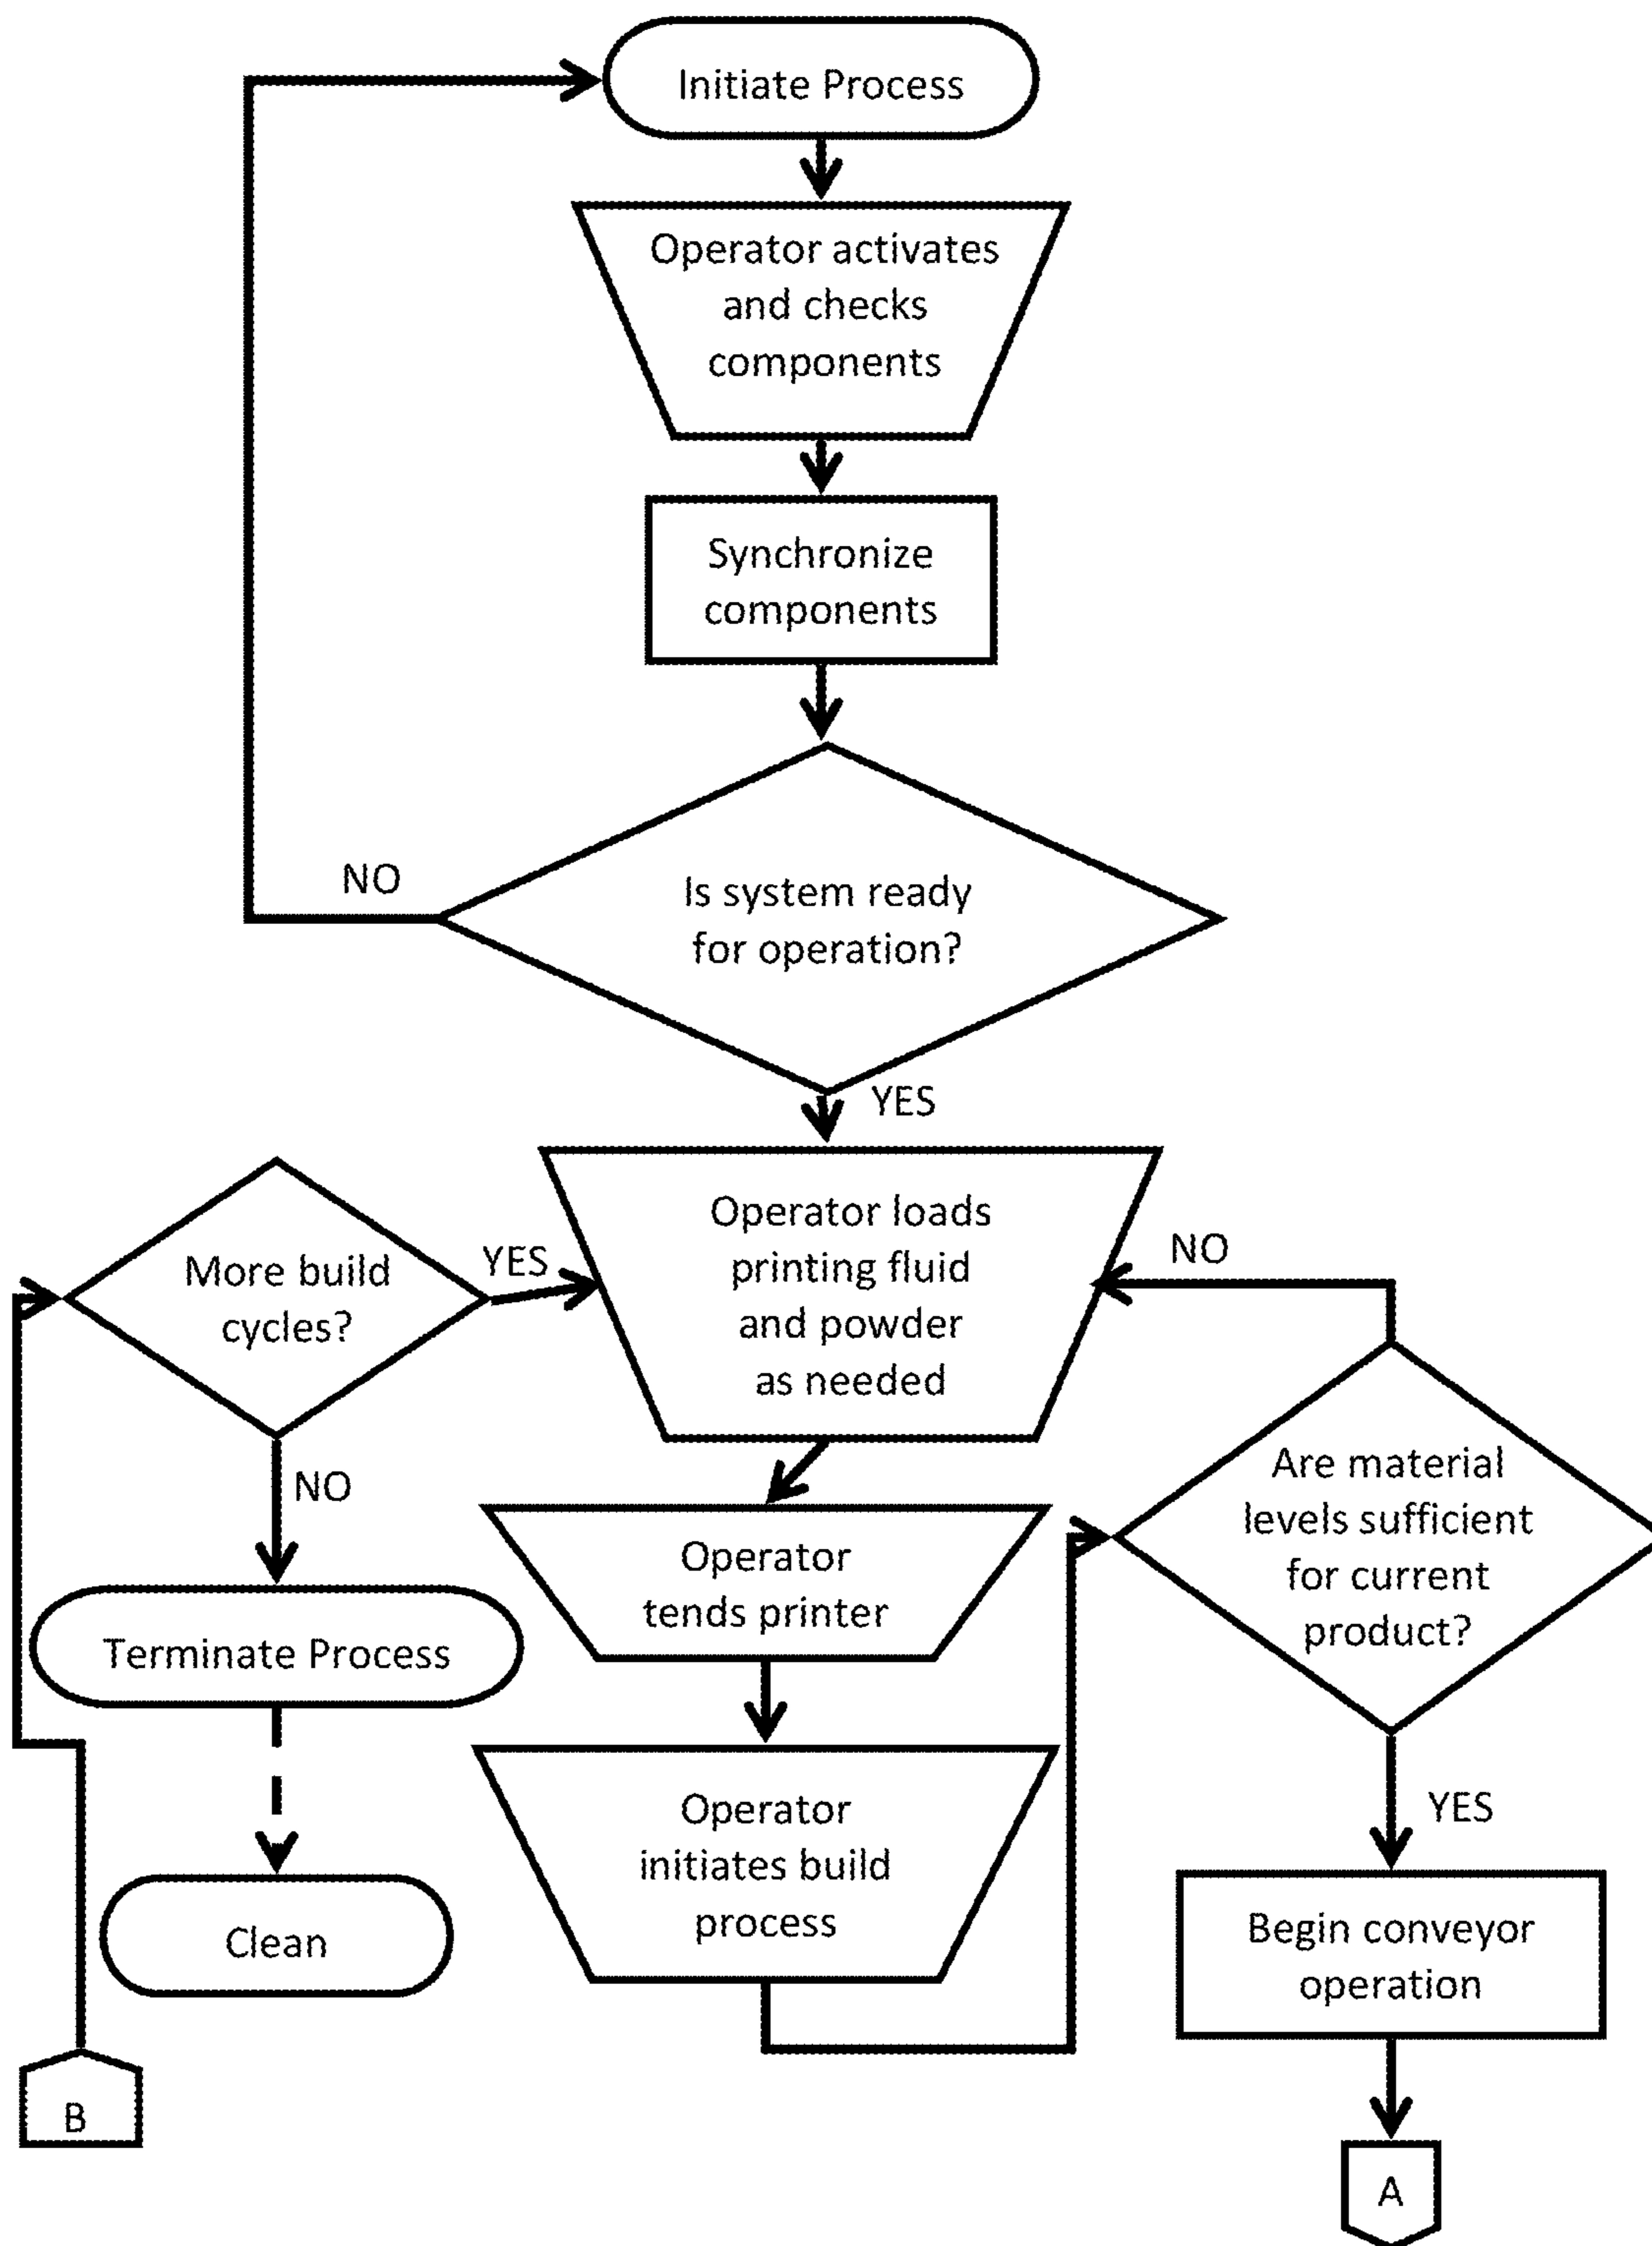 Initiate Process
Operator activates
and checks
components
Synchronize
components
Is system ready
for operation?
NO
YES
More build
cycles?
YES
NO
Operator loads
printing fluid
and powder
as needed
NO
Are material
levels sufficient
for current
product?
YES
Terminate Process
Operator
tends printer
Operator
initiates build
process
Clean
Begin conveyor
operation
B
A